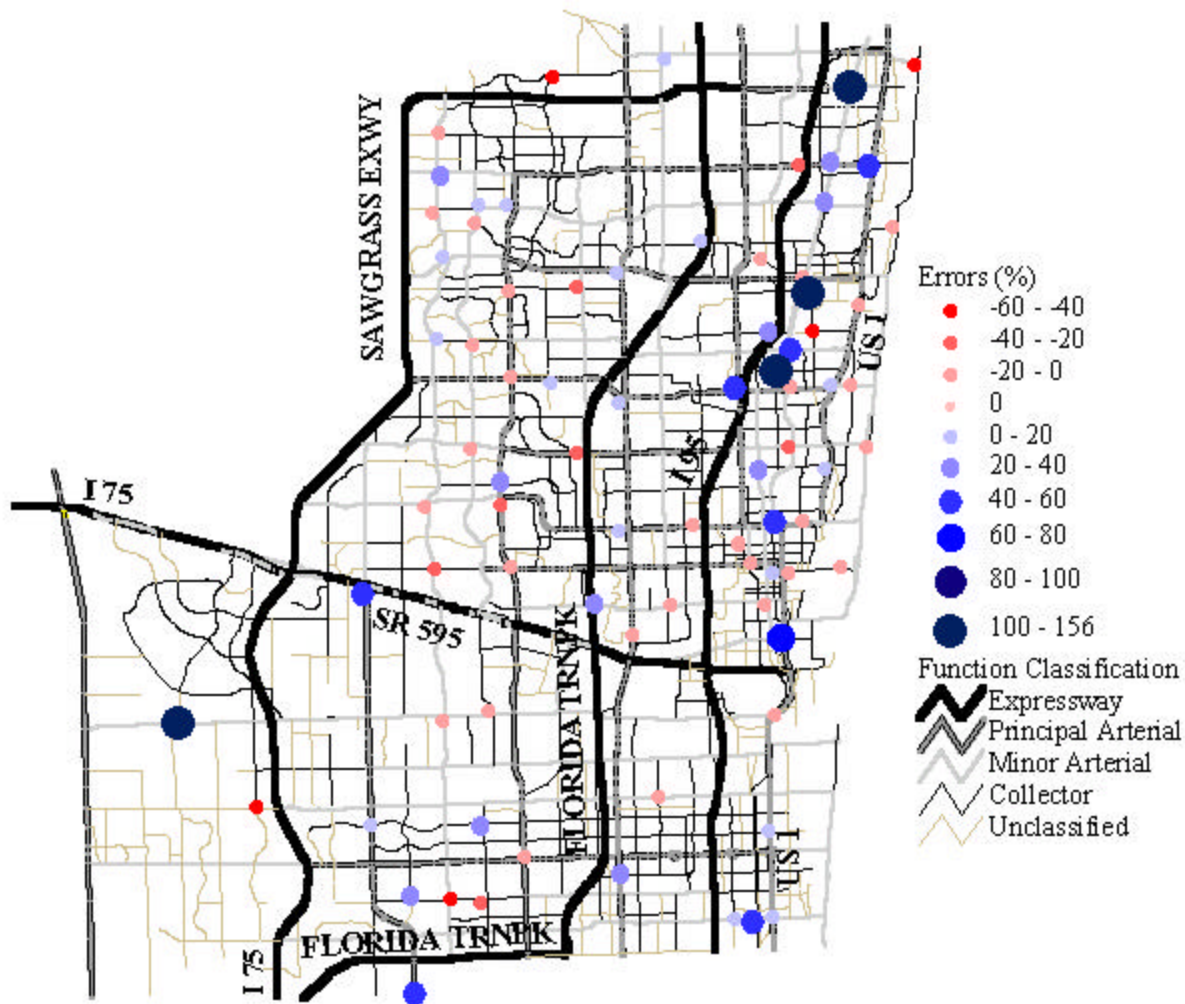 SAWGRASS EXWY
US 1
I 95
I 75
SR 595
FLORIDA TRNPK
US 1
FLORIDA TRNPK
I 75
Errors (%)
-60 - -40
-40 - -20
-20 - 0
0
0 - 20
20 - 40
40 - 60
60 - 80
80 - 100
100 - 156
Function Classification
Expressway
Principal Arterial
Minor Arterial
Collector
Unclassified